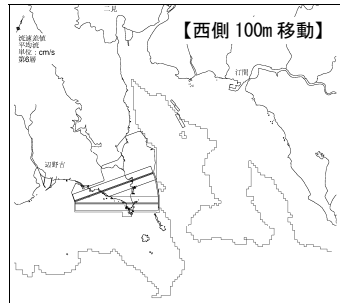 二見
【西側 100m 移動】
流速差値
平均流
単位：cm/s
第6層
汀間
辺野古